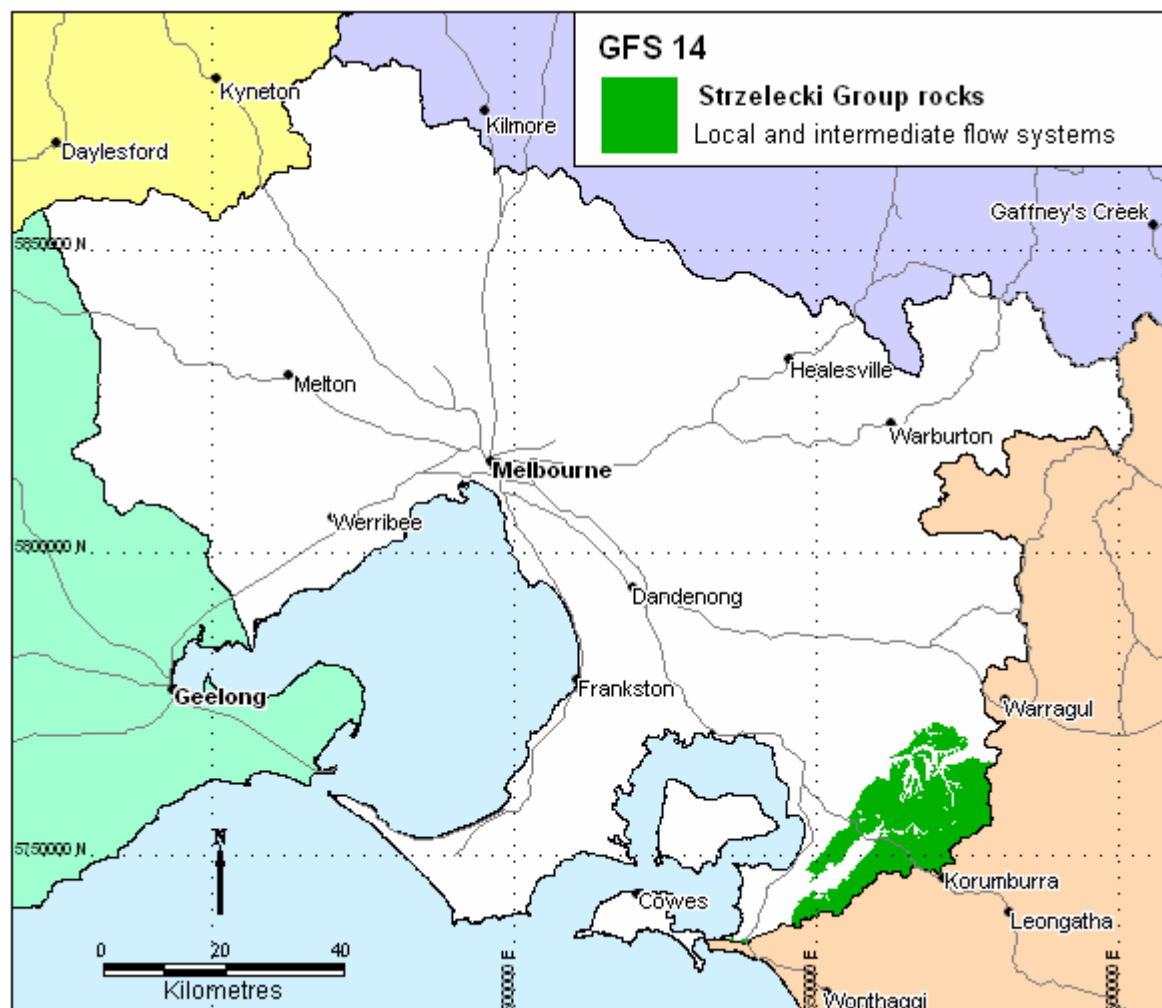 GFS 14
Strzelecki Group rocks
Local and intermediate flow systems
Kyneton
Kilmore
Daylesford
Gaffney's Creek
5850000 N
Healesville
Melton
Warburton
Melbourne
Werribee
5800000 N
Dandenong
Geelong
Frankston
Warragul
5750000 N
N
Korumburra
Cowes
Leongatha
0 20 40
Kilometres
Wonthaggi